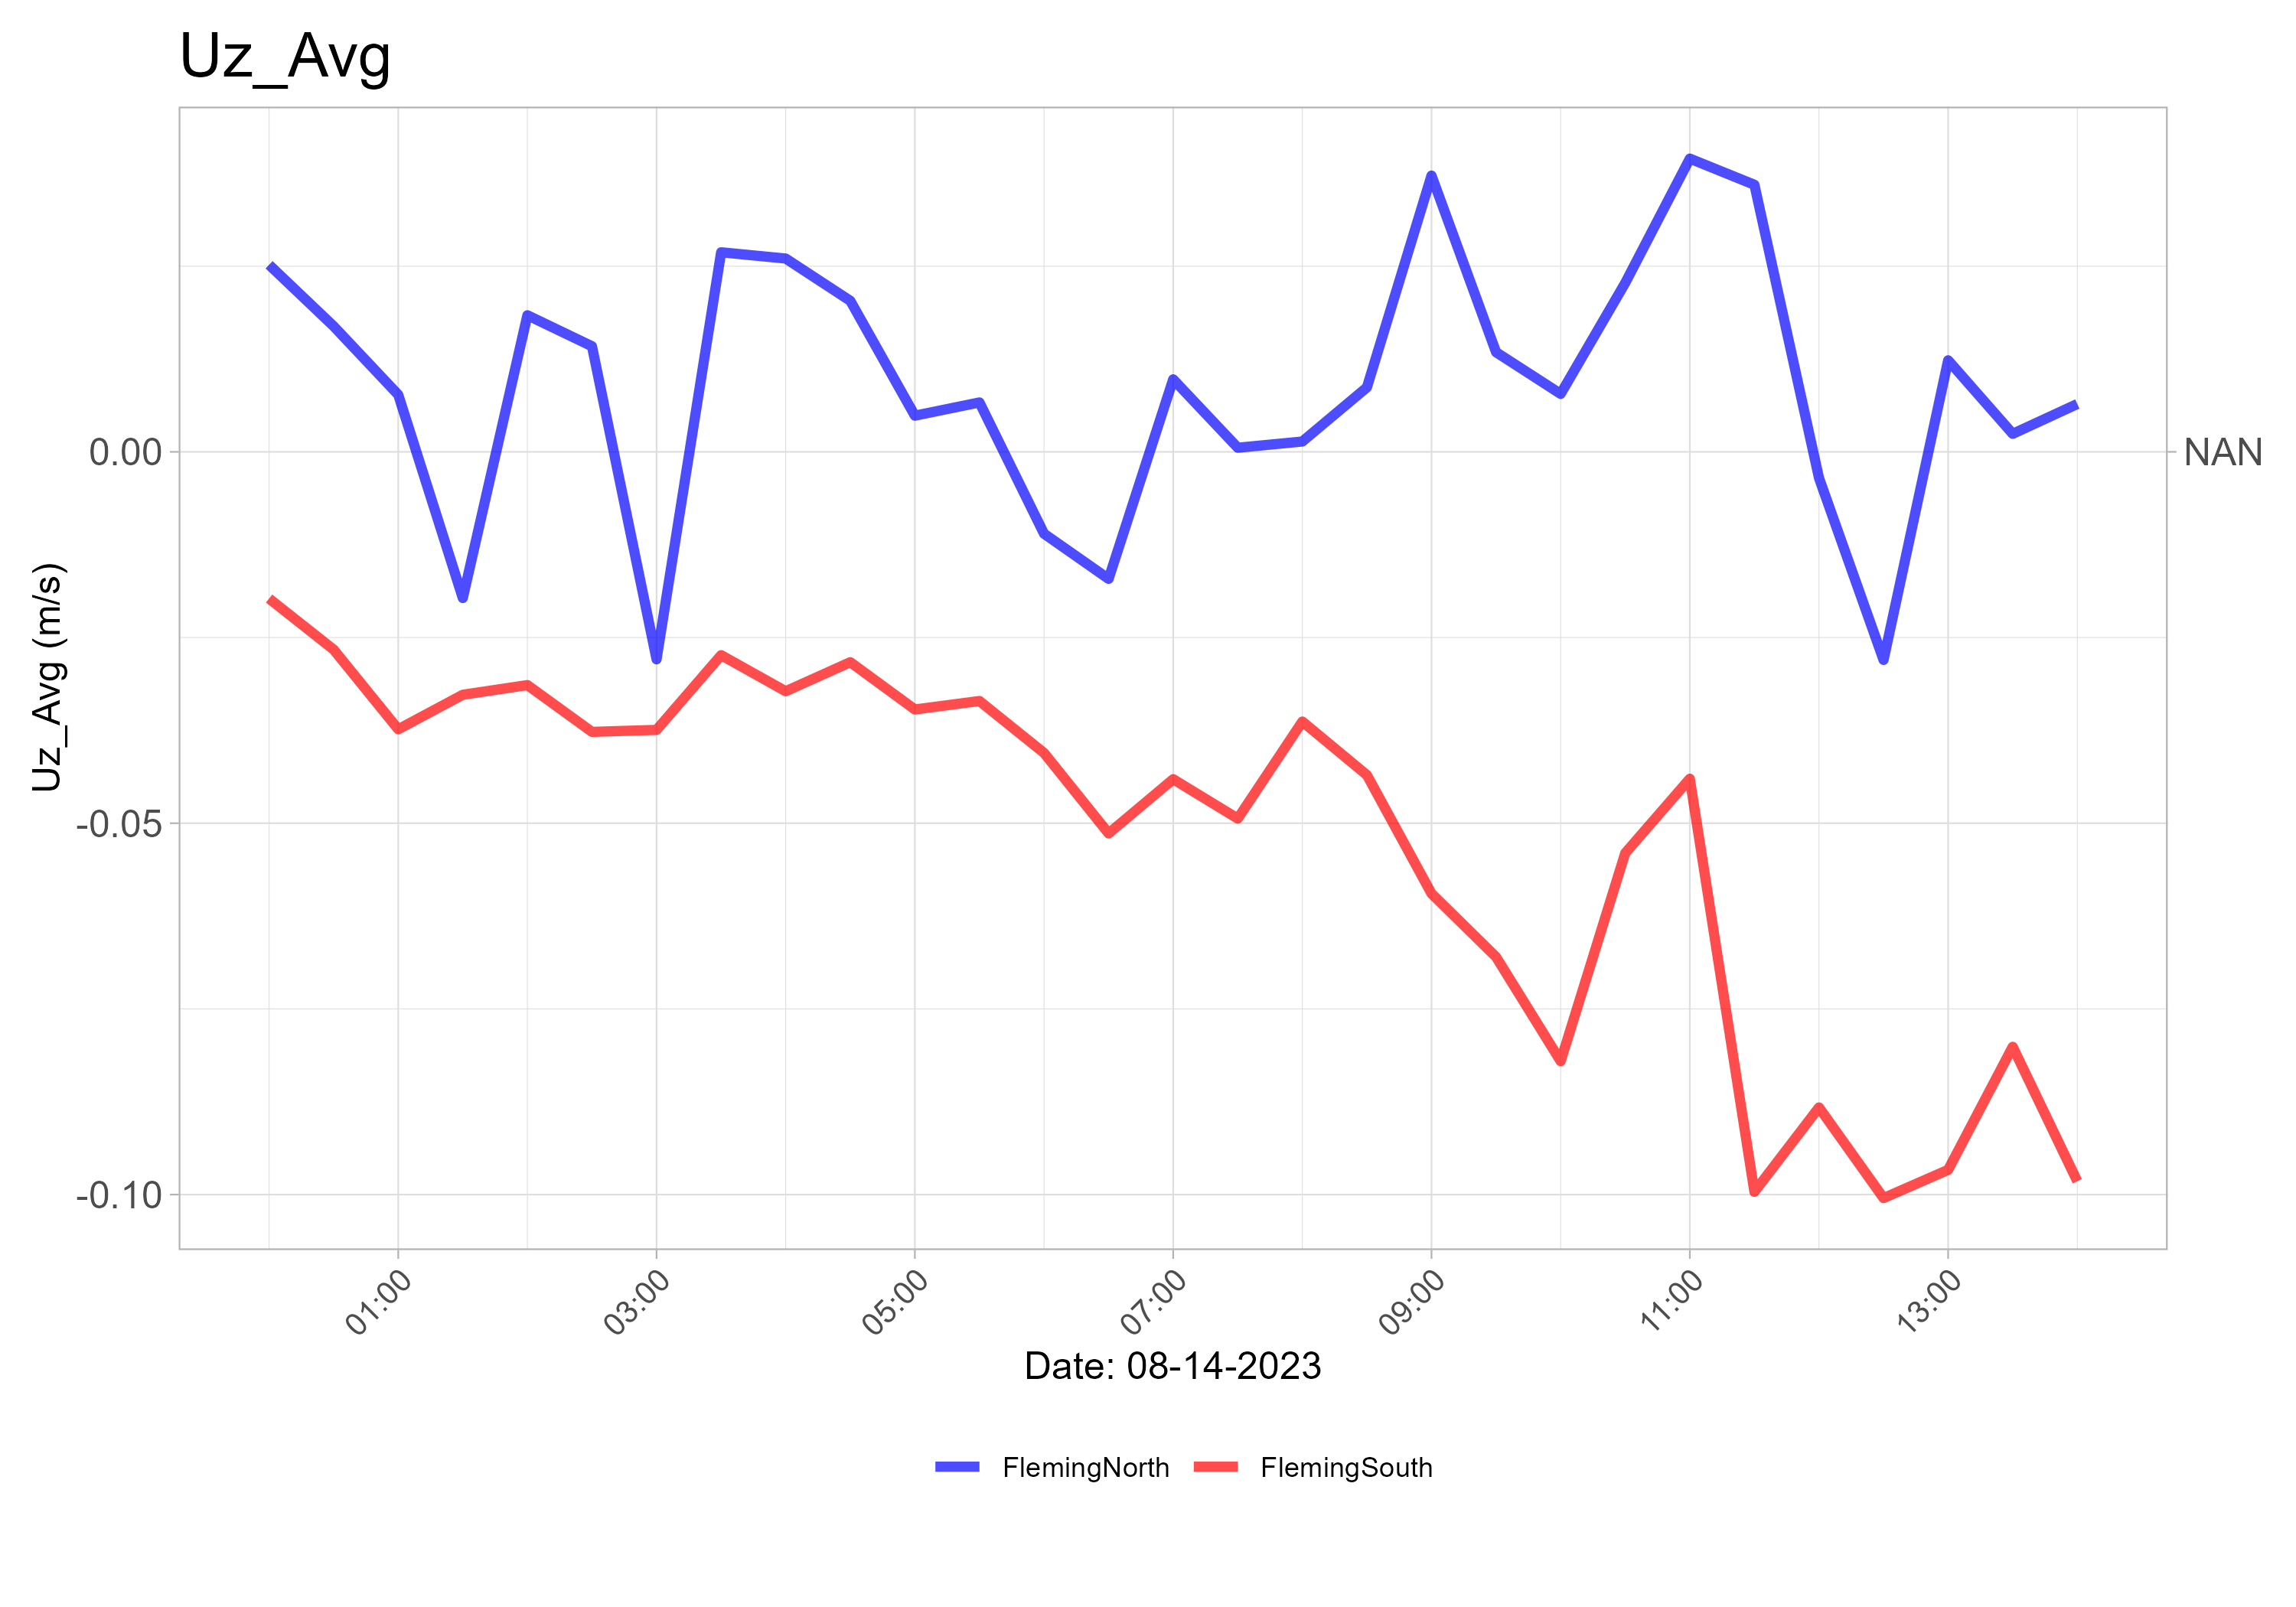 Uz_Avg
Uz_Avg (m/s)
0.00
-0.05
-0.10
NAN
01:00
03:00
05:00
07:00
09:00
11:00
13:00
Date: 08-14-2023
FlemingNorth
FlemingSouth